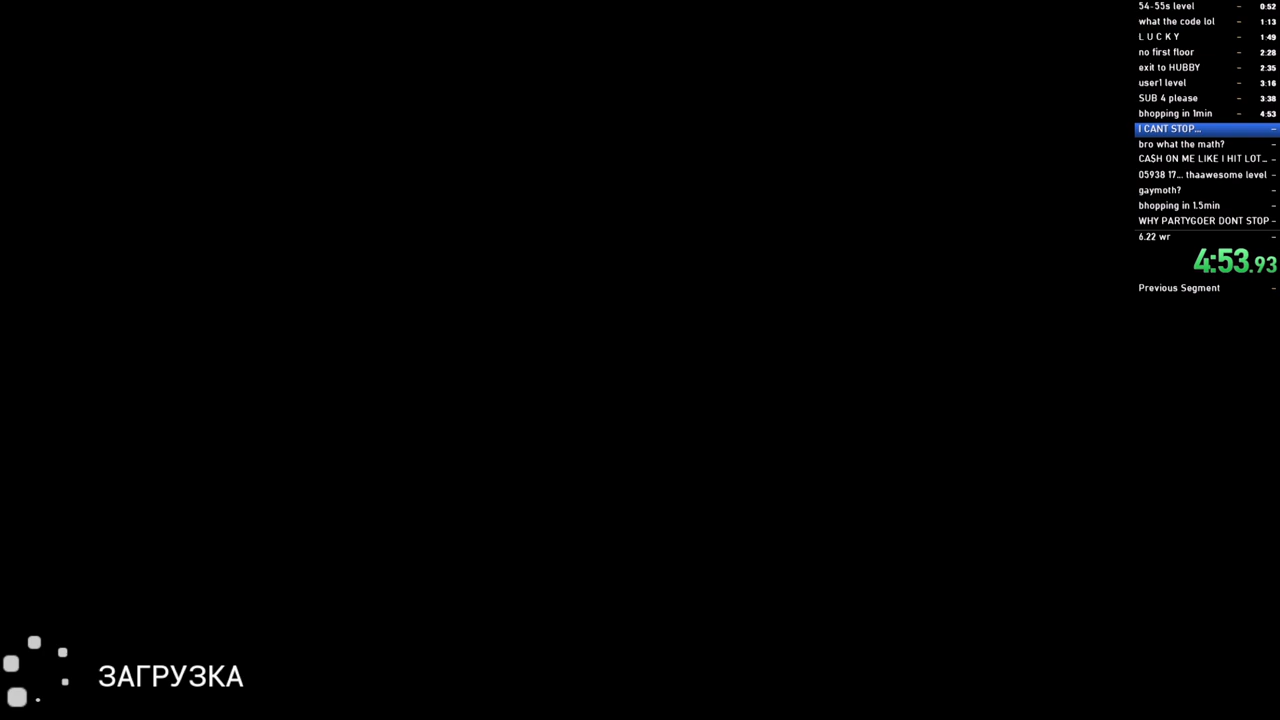 54-55s level – 0:52
what the code lol – 1:13
L U C K Y – 1:49
no first floor – 2:28
exit to HUBBY – 2:35
user1 level – 3:16
SUB 4 please – 3:38
bhopping in 1min – 4:53
I CANT STOP... –
bro what the math? –
CA$H ON ME LIKE I HIT LOT... –
05938 17... thaawesome level –
gaymoth? –
bhopping in 1.5min –
WHY PARTYGOER DONT STOP –
6.22 wr –
4:53.93
Previous Segment –
ЗАГРУЗКА